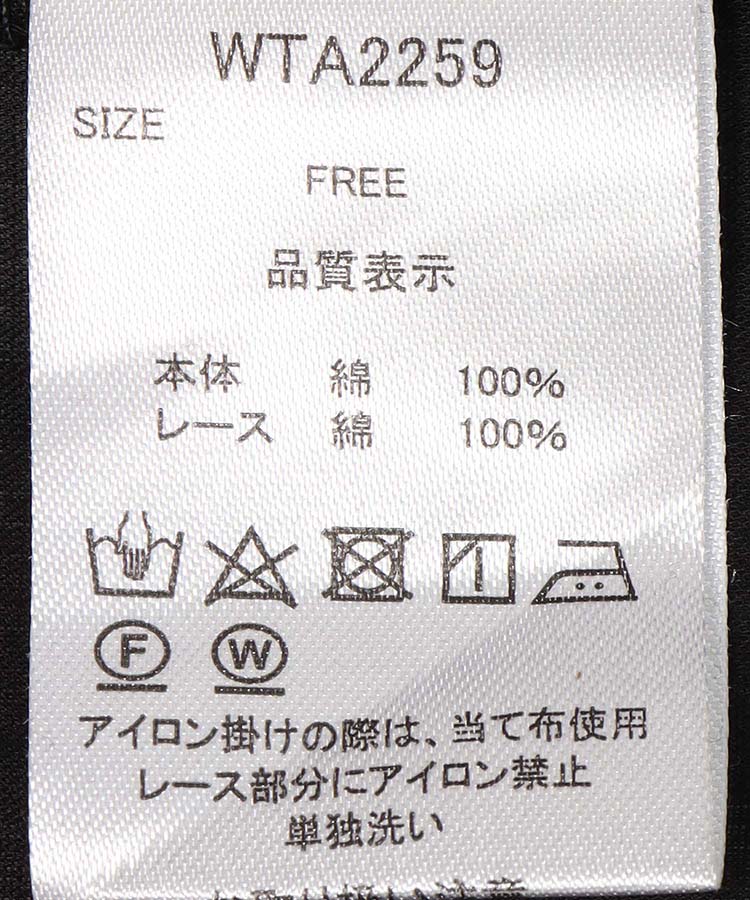 WTA2259
SIZE
FREE
品質表示
本体 綿 100%
レース 綿 100%
F W
アイロン掛けの際は、当て布使用
レース部分にアイロン禁止
単独洗い